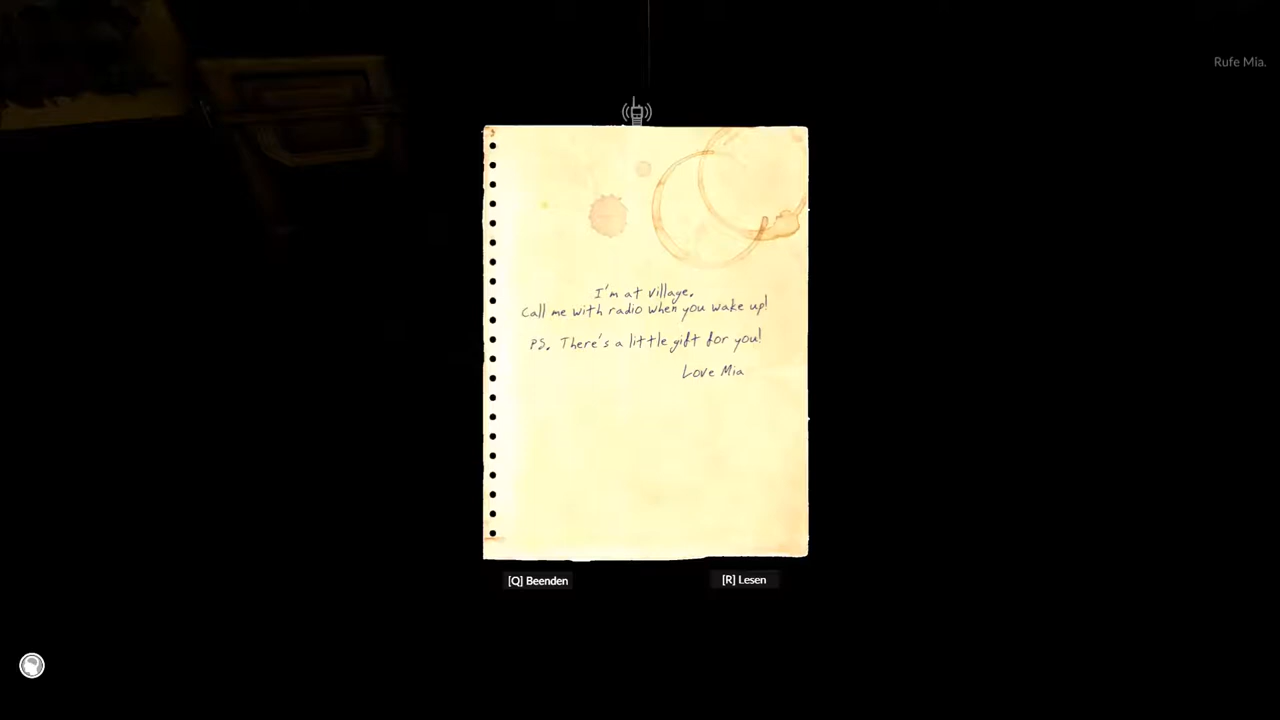 Rufe Mia.
I'm at village.
Call me with radio when you wake up!
PS. There's a little gift for you!
Love Mia
[Q] Beenden
[R] Lesen